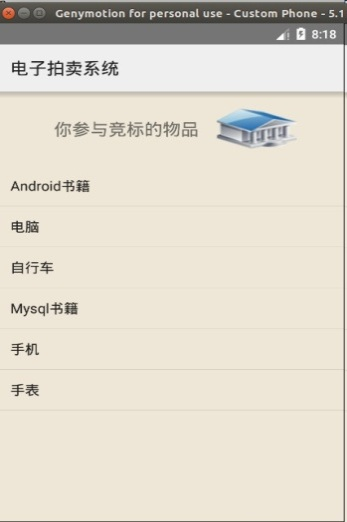 Genymotion for personal use - Custom Phone - 5.1
8:18
电子拍卖系统
你参与竞标的物品
Android书籍
电脑
自行车
Mysql书籍
手机
手表